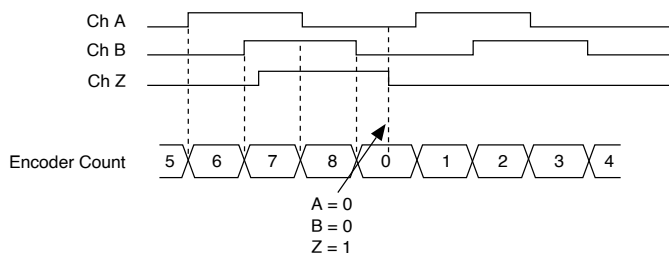 Ch A
Ch B
Ch Z
Encoder Count 5 6 7 8 0 1 2 3 4
A = 0
B = 0
Z = 1